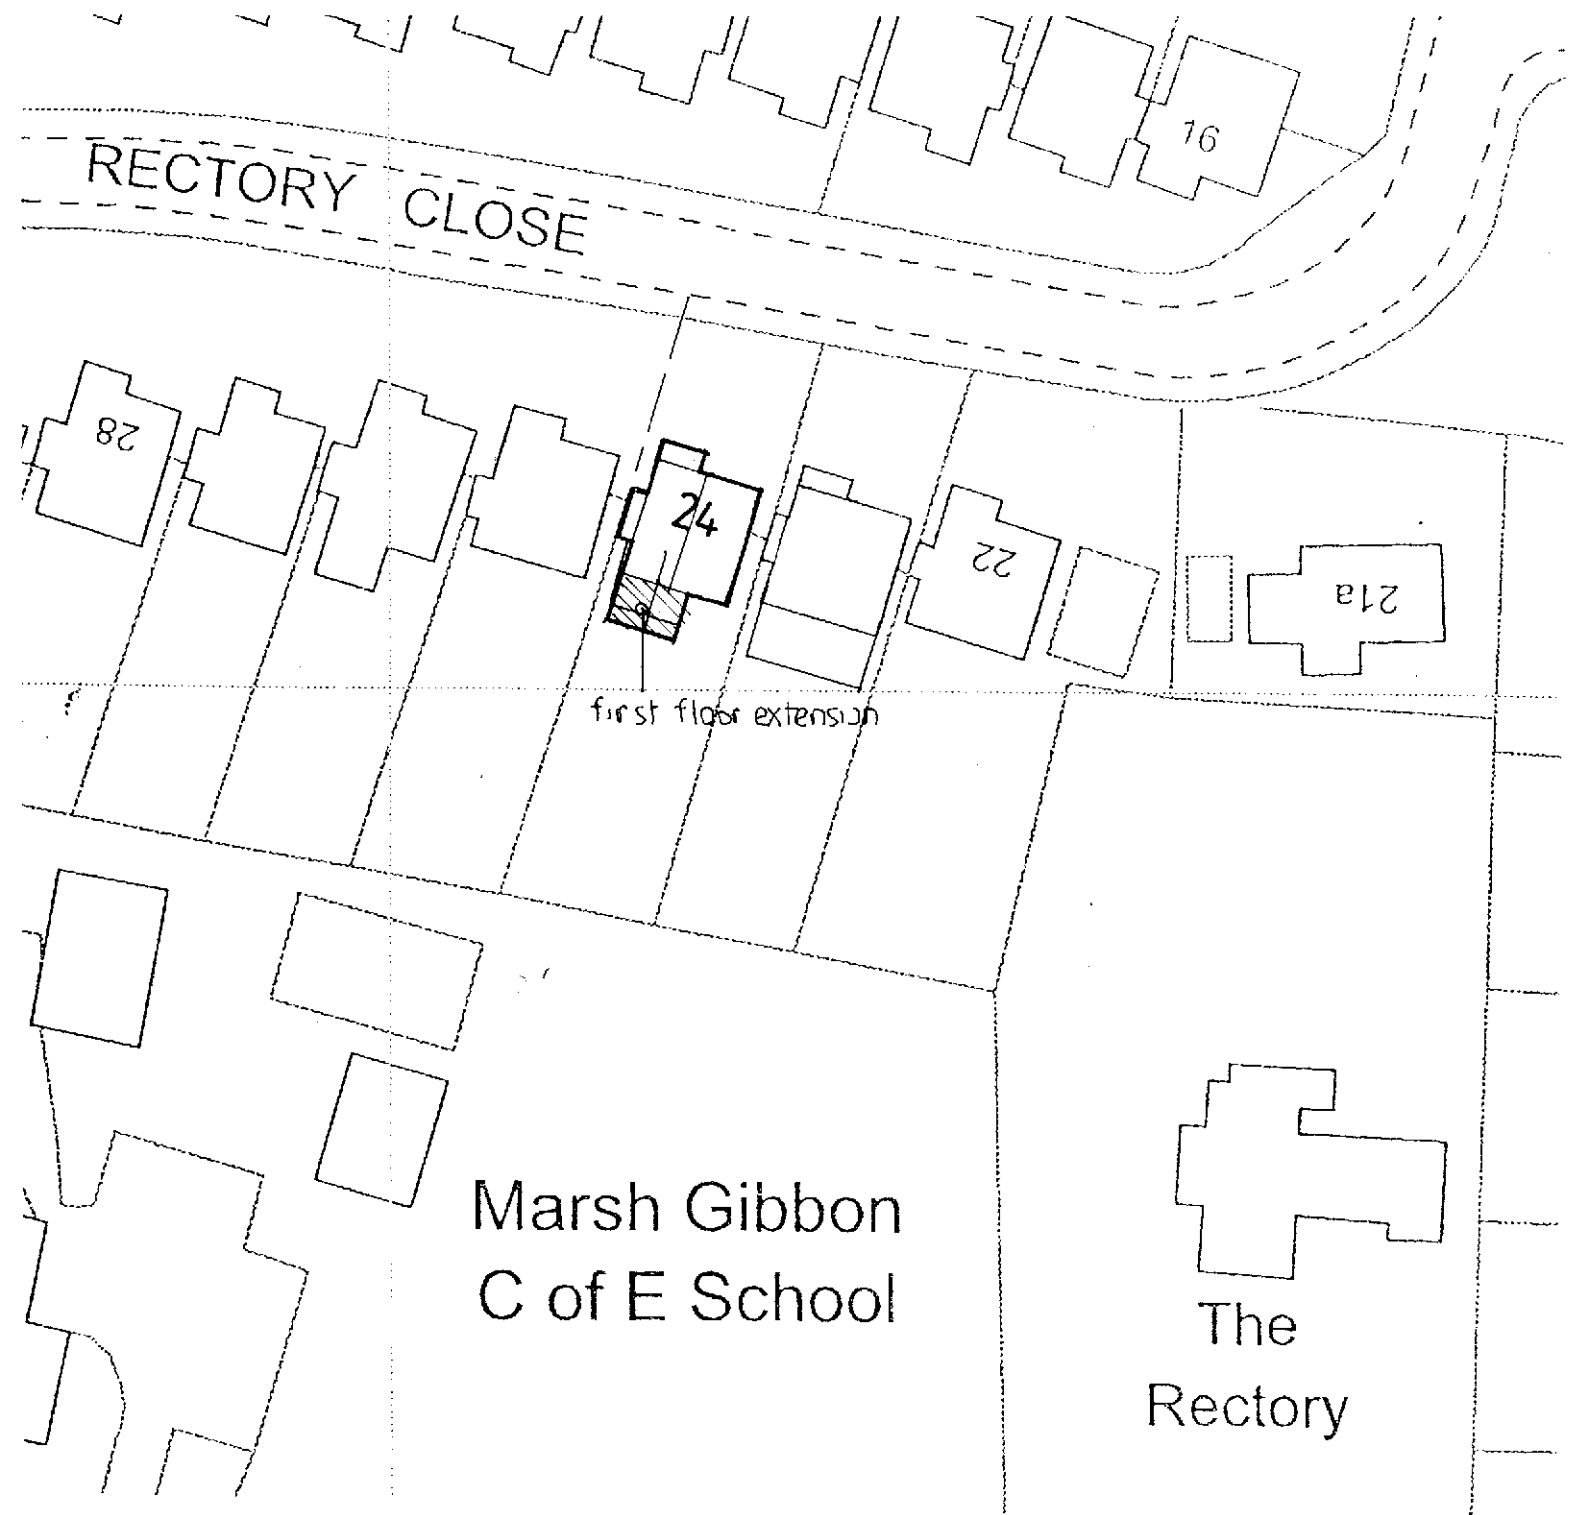 16
RECTORY CLOSE
28
24
22
21a
first floor extension
Marsh Gibbon
C of E School
The
Rectory